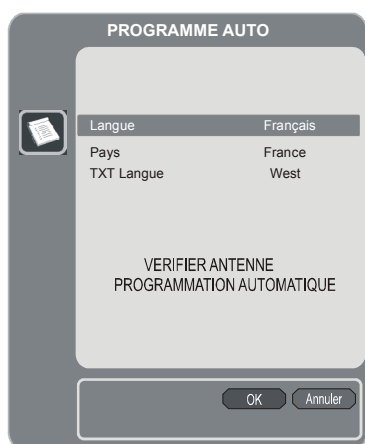 PROGRAMME AUTO
Langue Français
Pays France
TXT Langue West
VERIFIER ANTENNE
PROGRAMMATION AUTOMATIQUE
OK Annuler